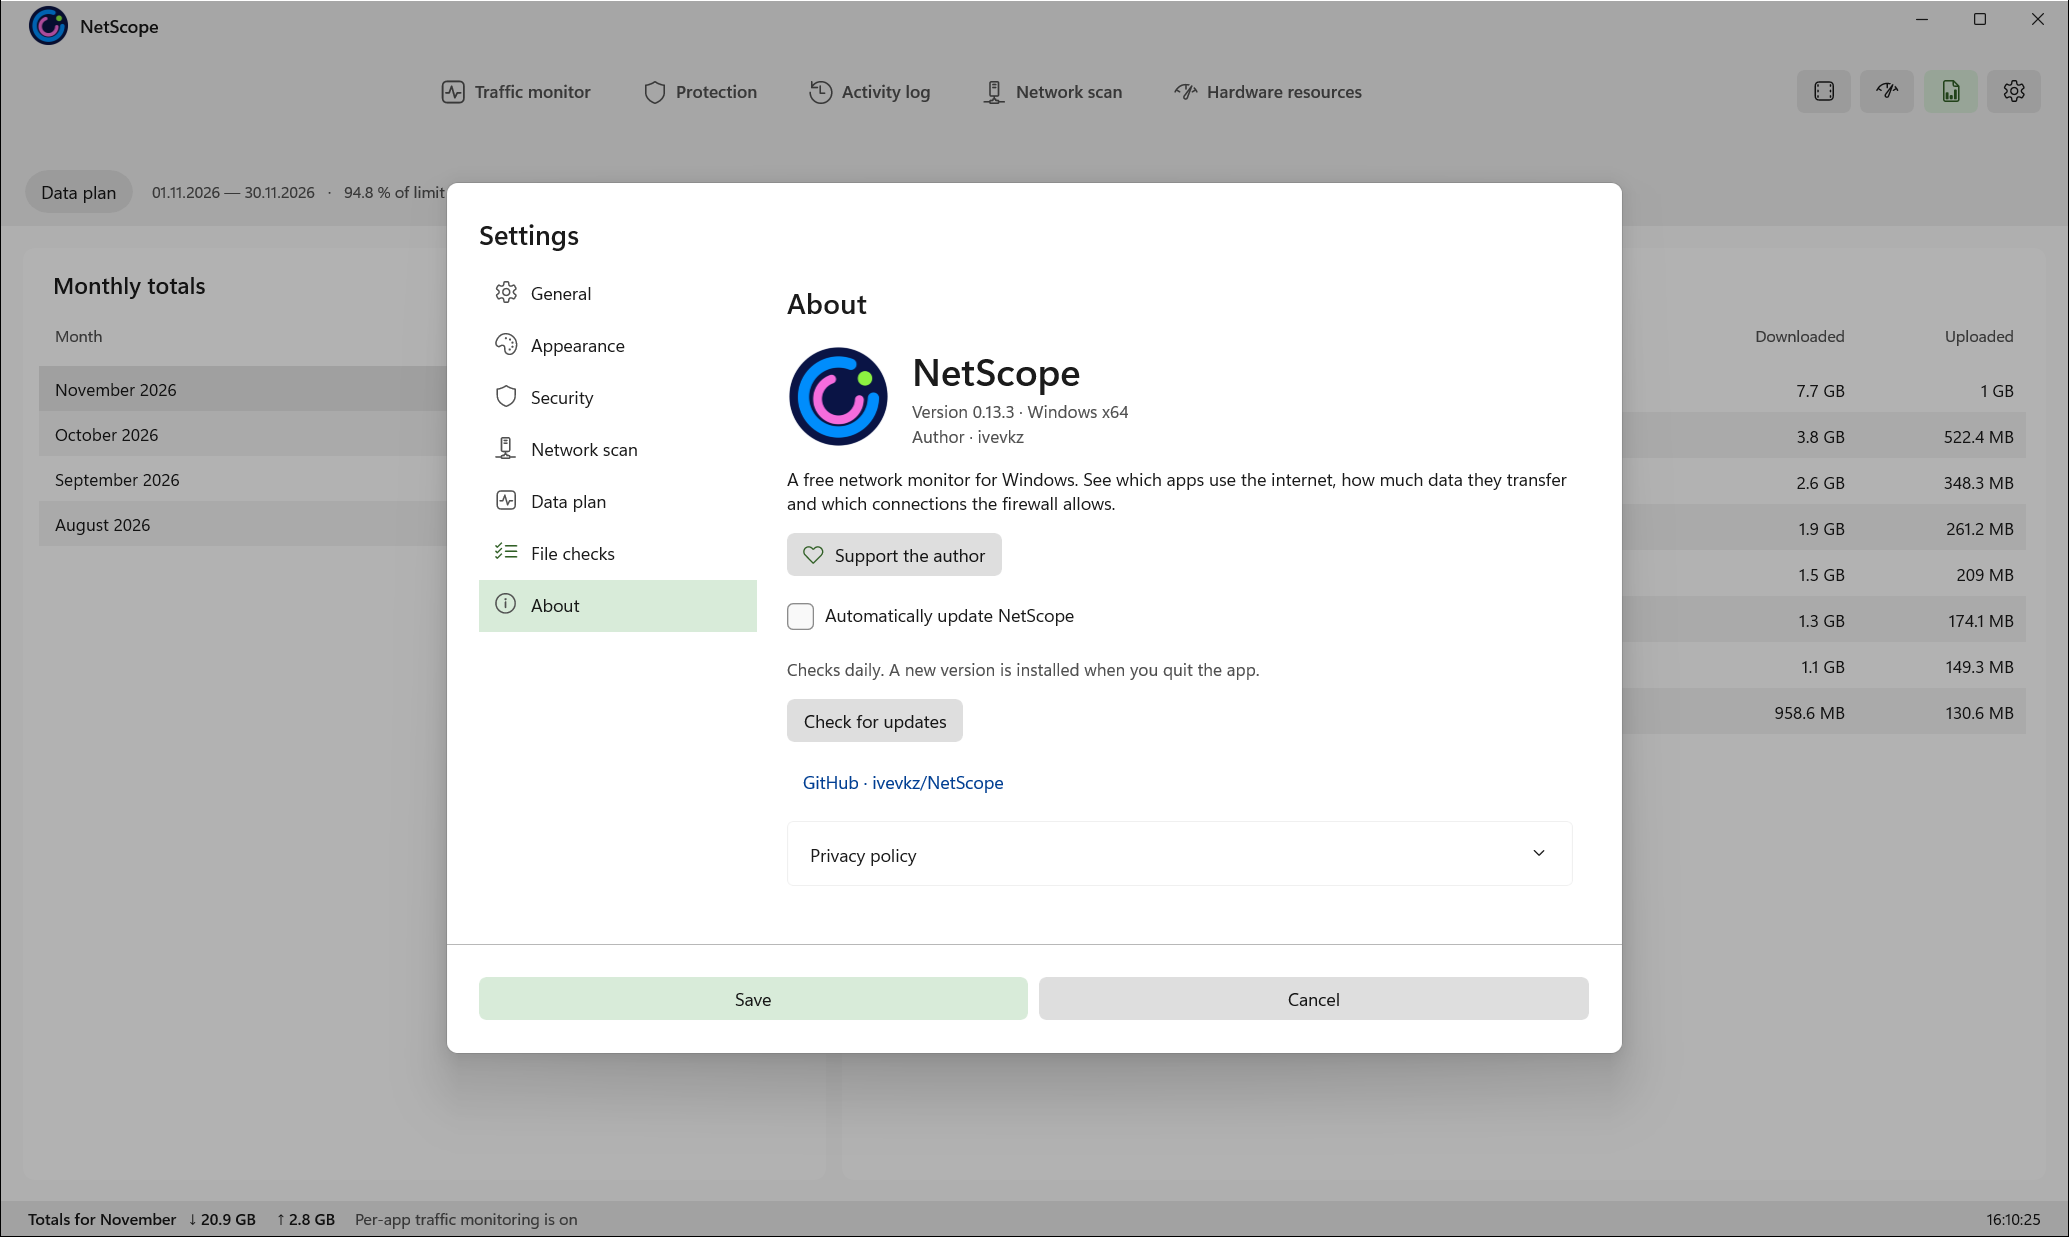 NetScope
Traffic monitor
Protection
Activity log
Network scan
Hardware resources
Data plan
01.11.2026 — 30.11.2026 · 94.8 % of limit
Monthly totals
Month
November 2026
October 2026
September 2026
August 2026
Settings
General
Appearance
Security
Network scan
Data plan
File checks
About
About
NetScope
Version 0.13.3 · Windows x64
Author · ivevkz
A free network monitor for Windows. See which apps use the internet, how much data they transfer
and which connections the firewall allows.
Support the author
Automatically update NetScope
Checks daily. A new version is installed when you quit the app.
Check for updates
GitHub · ivevkz/NetScope
Privacy policy
Save
Cancel
Downloaded Uploaded
7.7 GB 1 GB
3.8 GB 522.4 MB
2.6 GB 348.3 MB
1.9 GB 261.2 MB
1.5 GB 209 MB
1.3 GB 174.1 MB
1.1 GB 149.3 MB
958.6 MB 130.6 MB
Totals for November ↓ 20.9 GB ↑ 2.8 GB Per-app traffic monitoring is on
16:10:25